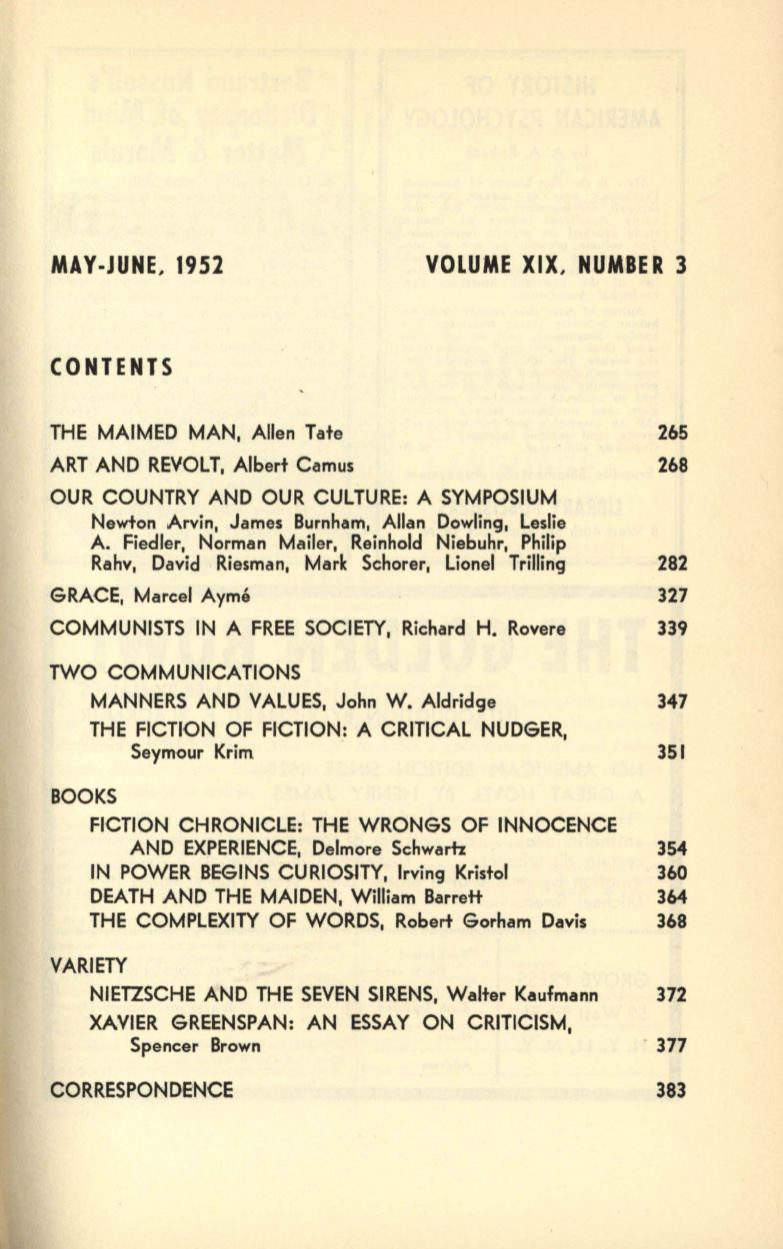 MAY-JUNE, 1952 VOLUME XIX, NUMBER 3
CONTENTS
THE MAIMED MAN, Allen Tate 265
ART AND REVOLT, Albert Camus 268
OUR COUNTRY AND OUR CULTURE: A SYMPOSIUM
Newton Arvin, James Burnham, Allan Dowling, Leslie
A. Fiedler, Norman Mailer, Reinhold Niebuhr, Philip
Rahv, David Riesman, Mark Schorer, Lionel Trilling 282
GRACE, Marcel Aymé 327
COMMUNISTS IN A FREE SOCIETY, Richard H. Rovere 339
TWO COMMUNICATIONS
MANNERS AND VALUES, John W. Aldridge 347
THE FICTION OF FICTION: A CRITICAL NUDGER,
Seymour Krim 351
BOOKS
FICTION CHRONICLE: THE WRONGS OF INNOCENCE
AND EXPERIENCE, Delmore Schwartz 354
IN POWER BEGINS CURIOSITY, Irving Kristol 360
DEATH AND THE MAIDEN, William Barrett 364
THE COMPLEXITY OF WORDS, Robert Gorham Davis 368
VARIETY
NIETZSCHE AND THE SEVEN SIRENS, Walter Kaufmann 372
XAVIER GREENSPAN: AN ESSAY ON CRITICISM,
Spencer Brown 377
CORRESPONDENCE 383